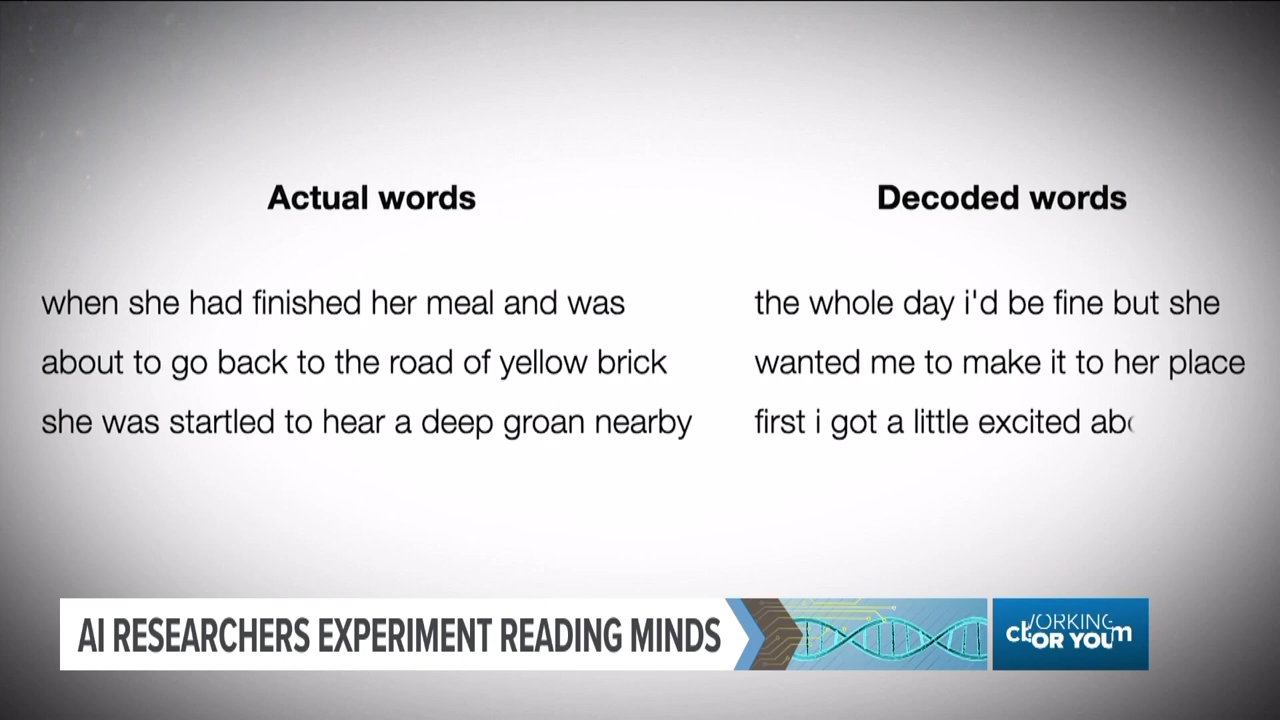 Actual words
when she had finished her meal and was
about to go back to the road of yellow brick
she was startled to hear a deep groan nearby
Decoded words
the whole day i'd be fine but she
wanted me to make it to her place
first i got a little excited
AI RESEARCHERS EXPERIMENT READING MINDS
WORKING
FOR YOU